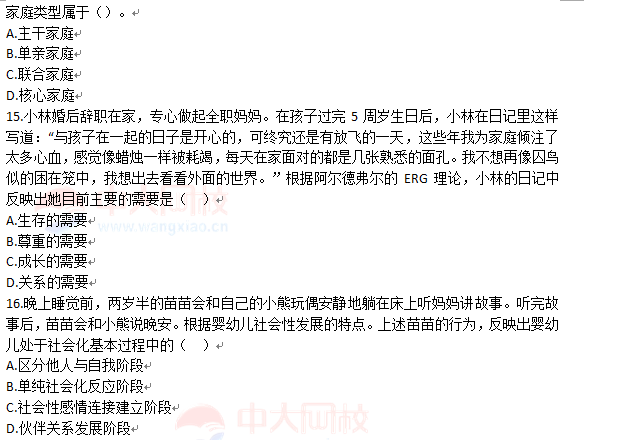 家庭类型属于（）。
A.主干家庭
B.单亲家庭
C.联合家庭
D.核心家庭
15.小林婚后辞职在家，专心做起全职妈妈。在孩子过完 5 周岁生日后，小林在日记里这样
写道：“与孩子在一起的日子是开心的，可终究还是有放飞的一天，这些年我为家庭倾注了
太多心血，感觉像蜡烛一样被耗竭，每天在家面对的都是几张熟悉的面孔。我不想再像囚鸟
似的困在笼中，我想出去看看外面的世界。”根据阿尔德弗尔的 ERG 理论，小林的日记中
反映出她目前主要的需要是（ ）
A.生存的需要
B.尊重的需要
C.成长的需要
D.关系的需要
中大网校
www.wangxiao.cn
16.晚上睡觉前，两岁半的苗苗会和自己的小熊玩偶安静地躺在床上听妈妈讲故事。听完故
事后，苗苗会和小熊说晚安。根据婴幼儿社会性发展的特点。上述苗苗的行为，反映出婴幼
儿处于社会化基本过程中的（ ）
A.区分他人与自我阶段
B.单纯社会化反应阶段
C.社会性感情连接建立阶段
D.伙伴关系发展阶段
中大网校